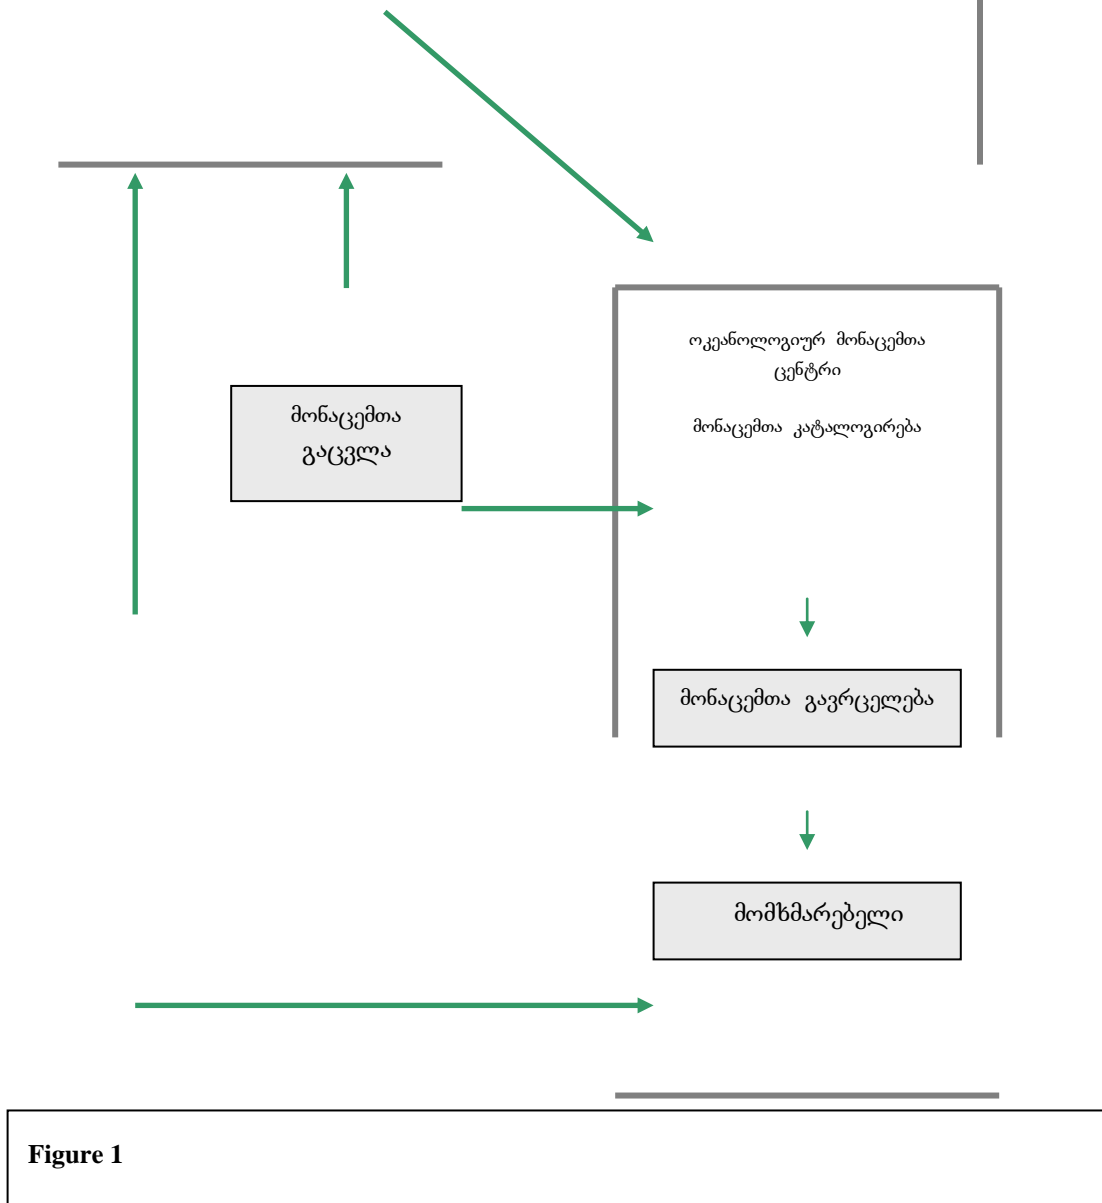 ოკეანოლოგიურ მონაცემთა
ცენტრი
მონაცემთა კატალოგირება
მონაცემთა
გაცვლა
მონაცემთა გავრცელება
მომხმარებელი
Figure 1